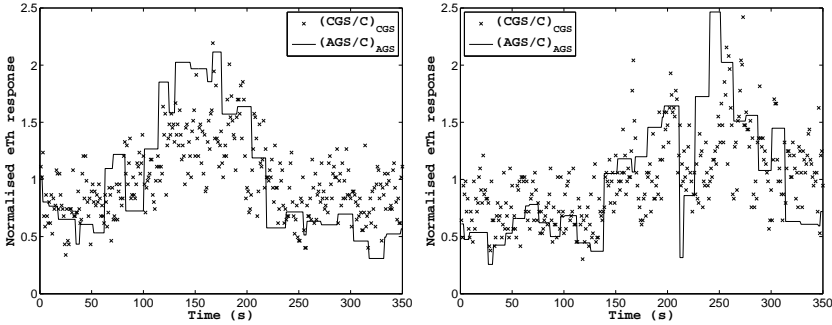 Normalised eTh response
2.5
2
1.5
1
0.5
0
× (CGS/C)CGS
— (AGS/C)AGS
0 50 100 150 200 250 300 350
Time (s)
Normalised eTh response
2.5
2
1.5
1
0.5
0
× (CGS/C)CGS
— (AGS/C)AGS
0 50 100 150 200 250 300 350
Time (s)